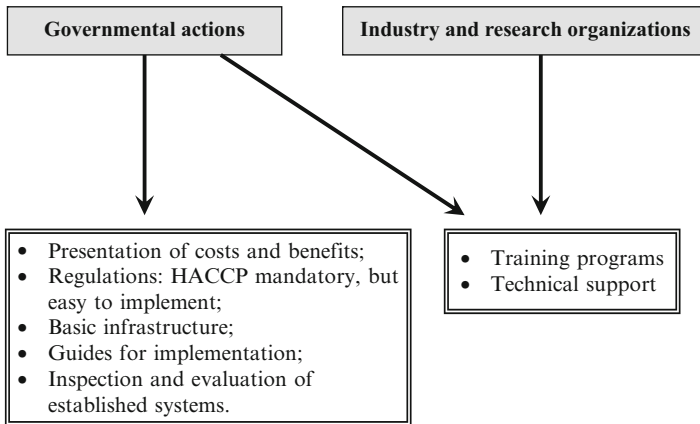 Governmental actions
Industry and research organizations
• Presentation of costs and benefits;
• Regulations: HACCP mandatory, but
easy to implement;
• Basic infrastructure;
• Guides for implementation;
• Inspection and evaluation of
established systems.
• Training programs
• Technical support